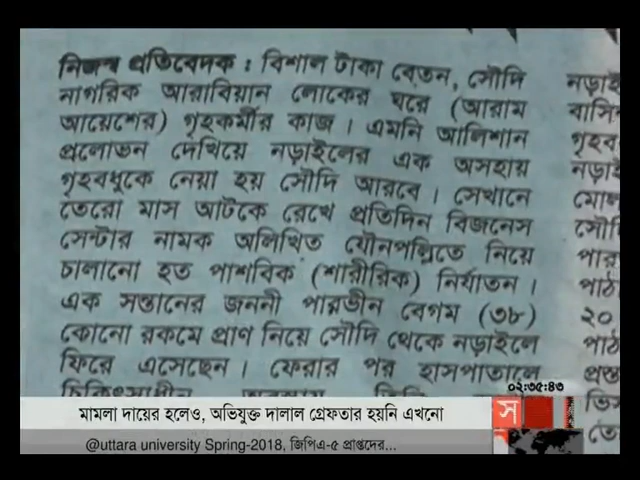 নিজস্ব প্রতিবেদক : বিশাল টাকা বেতন, সৌদি
নাগরিক আরাবিয়ান লোকের ঘরে (আরাম
আয়েশের) গৃহকর্মীর কাজ । এমনি আলিশান
প্রলোভন দেখিয়ে নড়াইলের এক অসহায়
গৃহবধুকে নেয়া হয় সৌদি আরবে । সেখানে
তেরো মাস আটকে রেখে প্রতিদিন বিজনেস
সেন্টার নামক অলিখিত যৌনপল্লিতে নিয়ে
চালানো হত পাশবিক (শারীরিক) নির্যাতন ।
এক সন্তানের জননী পারভীন বেগম (৩৮)
কোনো রকমে প্রাণ নিয়ে সৌদি থেকে নড়াইলে
ফিরে এসেছেন । ফেরার পর হাসপাতালে
চিকিৎসাধীন অবস্থায় তিনি
নড়াই
বাসি
গৃহব
নড়াই
মোল
সৌদি
পার
পাঠা
২০
পাঠ
প্রস্ত
ভিস
তে
০২:৩৫:৪৩
মামলা দায়ের হলেও, অভিযুক্ত দালাল গ্রেফতার হয়নি এখনো
স
@uttara university Spring-2018, জিপিএ-৫ প্রাপ্তদের...